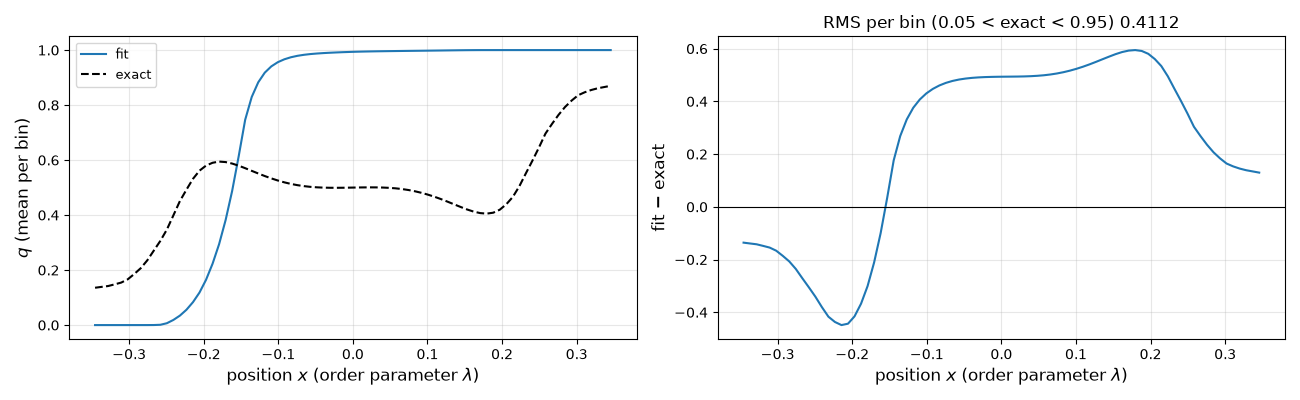 RMS per bin (0.05 < exact < 0.95) 0.4112
fit
exact
q (mean per bin)
1.0
0.8
0.6
0.4
0.2
0.0
−0.3 −0.2 −0.1 0.0 0.1 0.2 0.3
position x (order parameter λ)
fit − exact
0.6
0.4
0.2
0.0
−0.2
−0.4
−0.3 −0.2 −0.1 0.0 0.1 0.2 0.3
position x (order parameter λ)